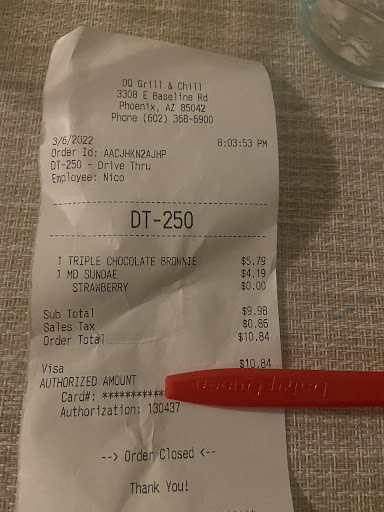 DQ Grill & Chill
3308 E Baseline Rd
Phoenix, AZ 85042
Phone (602) 368-6900
3/6/2022 8:03:53 PM
Order Id: AACJHKN2AJHP
DT-250 - Drive Thru
Employee: Nico
DT-250
1 TRIPLE CHOCOLATE BROWNIE $5.79
1 MD SUNDAE $4.19
STRAWBERRY $0.00
Sub Total $9.98
Sales Tax $0.86
Order Total $10.84
Visa $10.84
AUTHORIZED AMOUNT
Card#: ************
Authorization: 130437
--> Order Closed <--
Thank You!
Dairy Queen